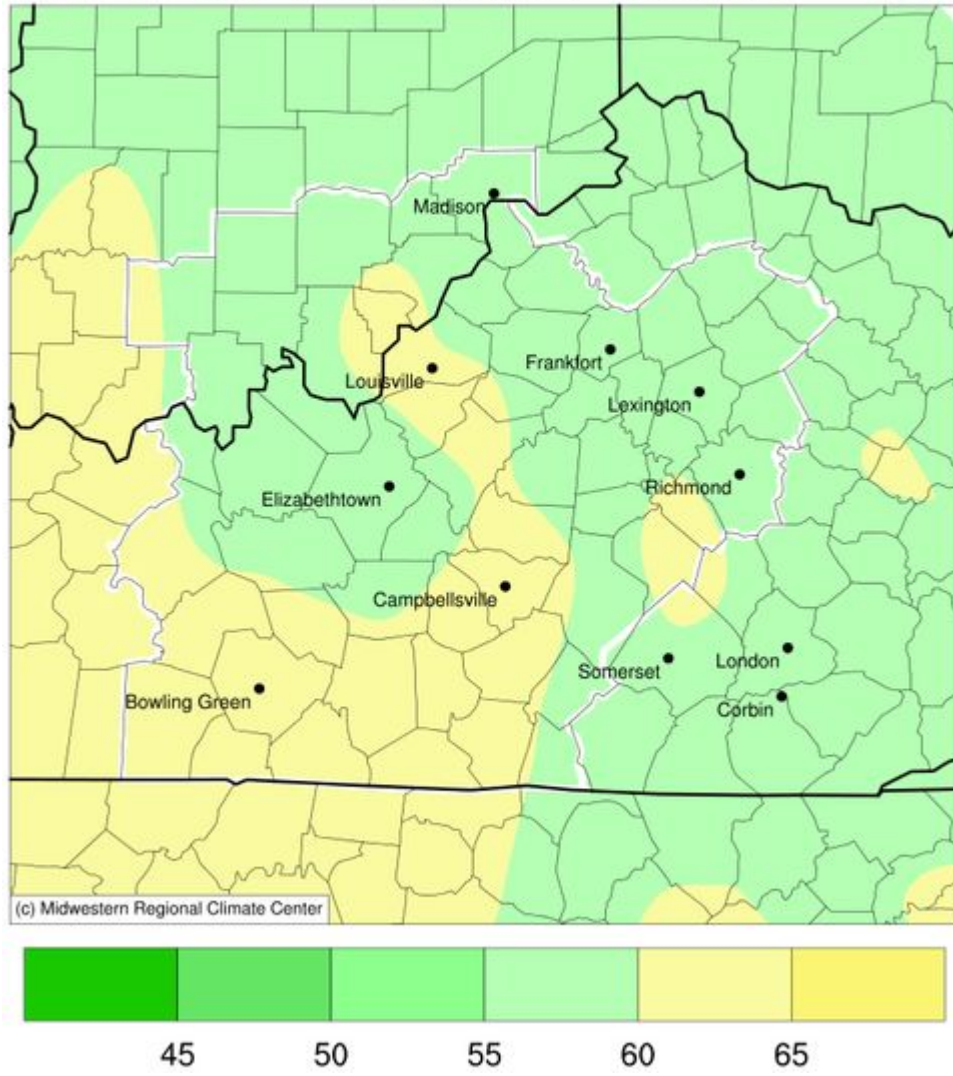 Madison
Frankfort
Louisville
Lexington
Richmond
Elizabethtown
Campbellsville
Somerset
London
Bowling Green
Corbin
(c) Midwestern Regional Climate Center
45 50 55 60 65